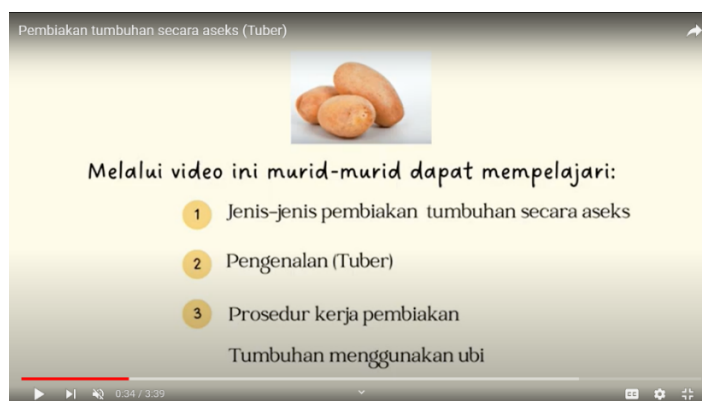 Pembiakan tumbuhan secara aseks (Tuber)
Melalui video ini murid-murid dapat mempelajari:
1 Jenis-jenis pembiakan tumbuhan secara aseks
2 Pengenalan (Tuber)
3 Prosedur kerja pembiakan
Tumbuhan menggunakan ubi
0:34 / 3:39
CC